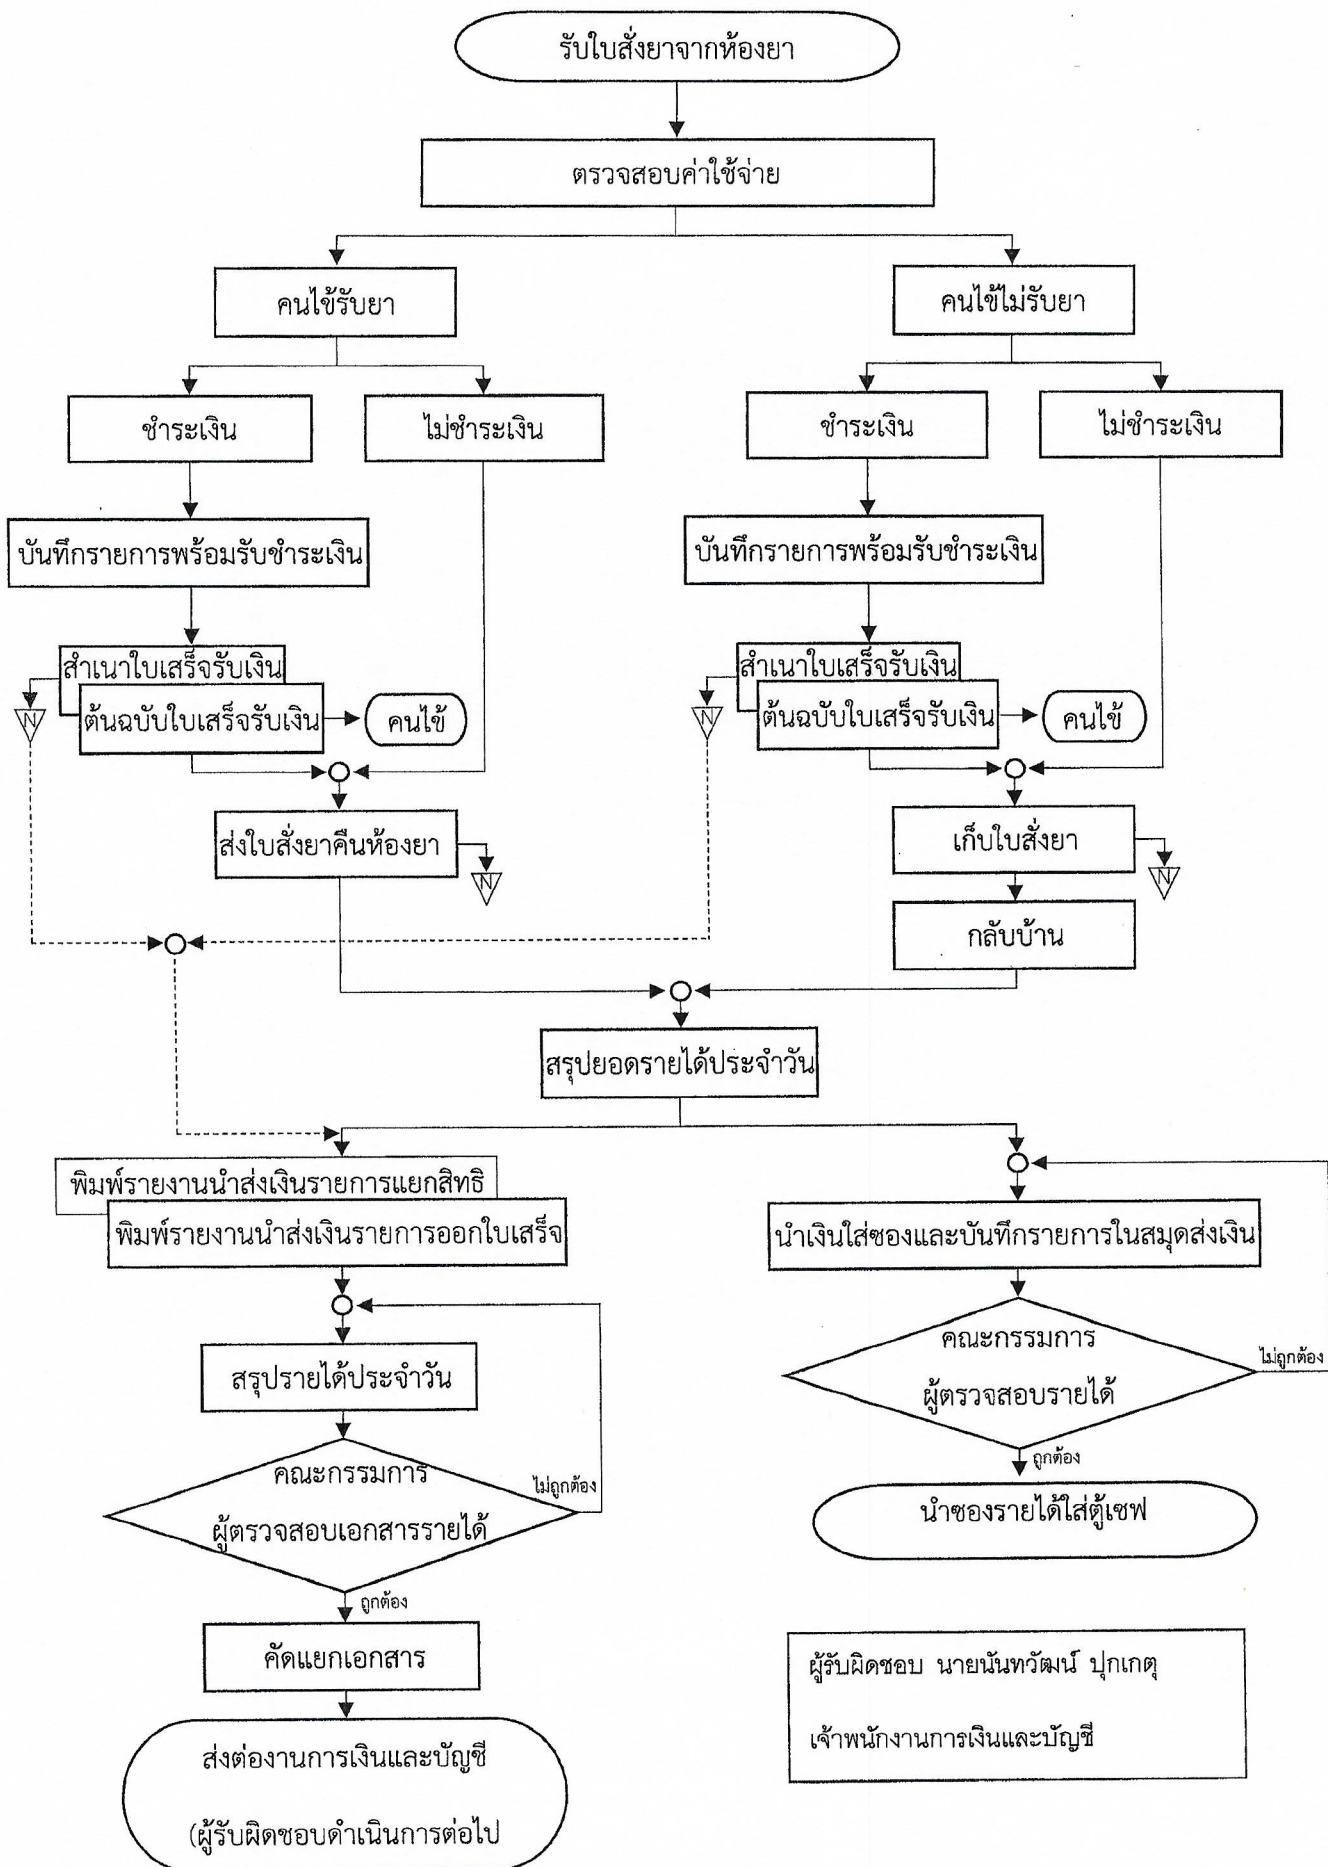 รับใบสั่งยาจากห้องยา
ตรวจสอบค่าใช้จ่าย
คนไข้รับยา
คนไข้ไม่รับยา
ชำระเงิน
ไม่ชำระเงิน
ชำระเงิน
ไม่ชำระเงิน
บันทึกรายการพร้อมรับชำระเงิน
บันทึกรายการพร้อมรับชำระเงิน
สำเนาใบเสร็จรับเงิน
สำเนาใบเสร็จรับเงิน
N
ต้นฉบับใบเสร็จรับเงิน
คนไข้
N
ต้นฉบับใบเสร็จรับเงิน
คนไข้
ส่งใบสั่งยาคืนห้องยา
N
เก็บใบสั่งยา
N
กลับบ้าน
สรุปยอดรายได้ประจำวัน
พิมพ์รายงานนำส่งเงินรายการแยกสิทธิ
พิมพ์รายงานนำส่งเงินรายการออกใบเสร็จ
นำเงินใส่ซองและบันทึกรายการในสมุดส่งเงิน
สรุปรายได้ประจำวัน
คณะกรรมการ
ผู้ตรวจสอบรายได้
ไม่ถูกต้อง
ถูกต้อง
นำซองรายได้ใส่ตู้เซฟ
คณะกรรมการ
ผู้ตรวจสอบเอกสารรายได้
ไม่ถูกต้อง
ถูกต้อง
คัดแยกเอกสาร
ส่งต่องานการเงินและบัญชี
(ผู้รับผิดชอบดำเนินการต่อไป
ผู้รับผิดชอบ นายนันทวัฒน์ ปุกเกตุ
เจ้าพนักงานการเงินและบัญชี